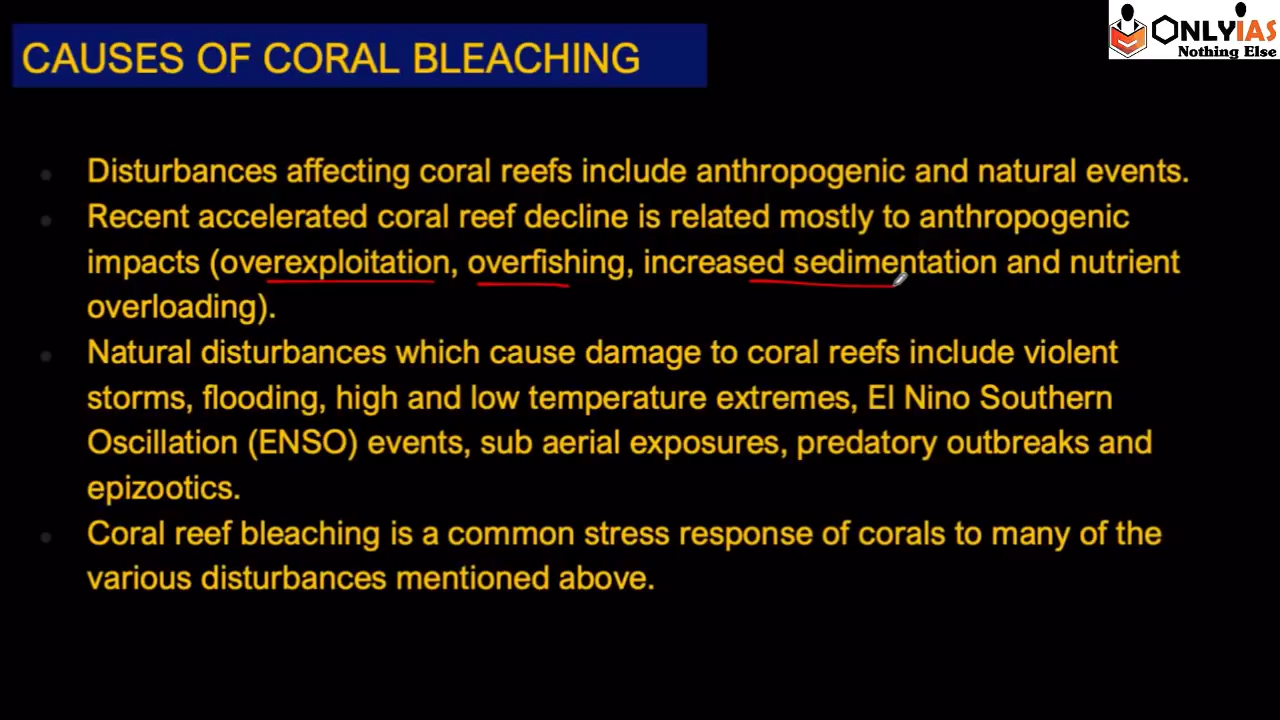 ONLYIAS
Nothing Else
CAUSES OF CORAL BLEACHING
Disturbances affecting coral reefs include anthropogenic and natural events.
Recent accelerated coral reef decline is related mostly to anthropogenic
impacts (overexploitation, overfishing, increased sedimentation and nutrient
overloading).
Natural disturbances which cause damage to coral reefs include violent
storms, flooding, high and low temperature extremes, El Nino Southern
Oscillation (ENSO) events, sub aerial exposures, predatory outbreaks and
epizootics.
Coral reef bleaching is a common stress response of corals to many of the
various disturbances mentioned above.